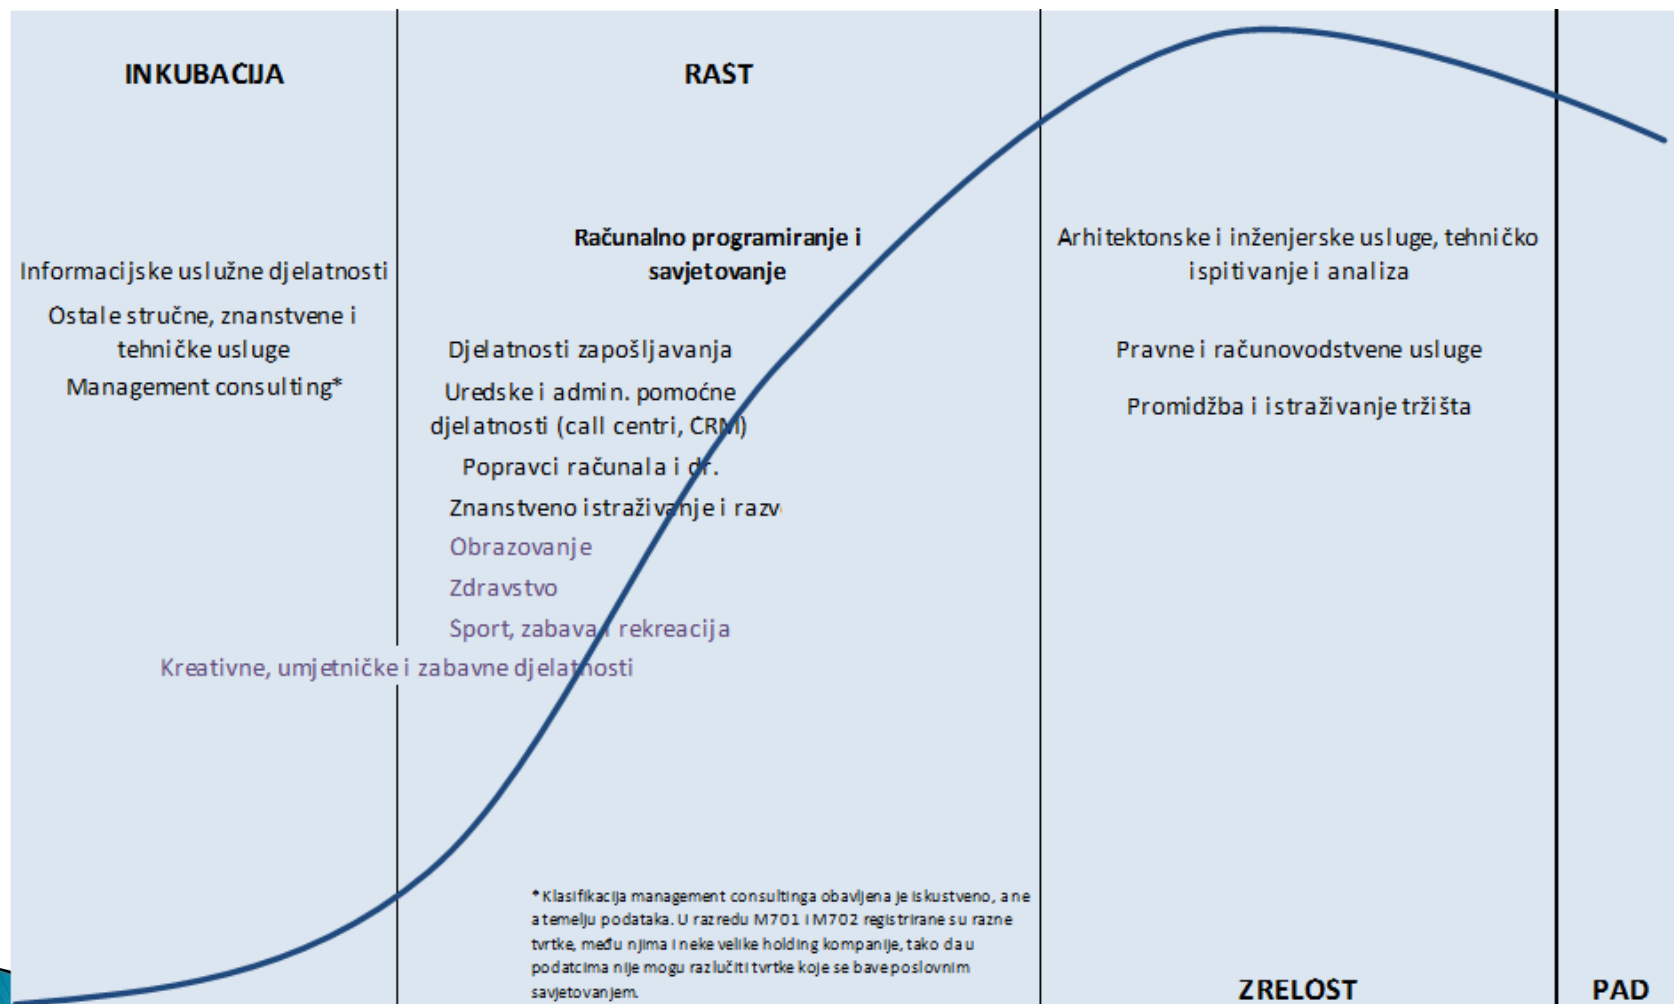 INKUBACIJA
RAST
Informacijske uslužne djelatnosti
Ostale stručne, znanstvene i
tehničke usluge
Management consulting*
Računalno programiranje i
savjetovanje
Djelatnosti zapošljavanja
Uredske i admin. pomoćne
djelatnosti (call centri, CRM)
Popravci računala i dr.
Znanstveno istraživanje i razv
Obrazovanje
Zdravstvo
Sport, zabava i rekreacija
Kreativne, umjetničke i zabavne djelatnosti
Arhitektonske i inženjerske usluge, tehničko
ispitivanje i analiza
Pravne i računovodstvene usluge
Promidžba i istraživanje tržišta
* Klasifikacija management consultinga obavljena je iskustveno, a ne
a temelju podataka. U razredu M701 i M702 registrirane su razne
tvrtke, među njima i neke velike holding kompanije, tako da u
podatcima nije mogu razlučiti tvrtke koje se bave poslovnim
savjetovanjem.
ZRELOST
PAD